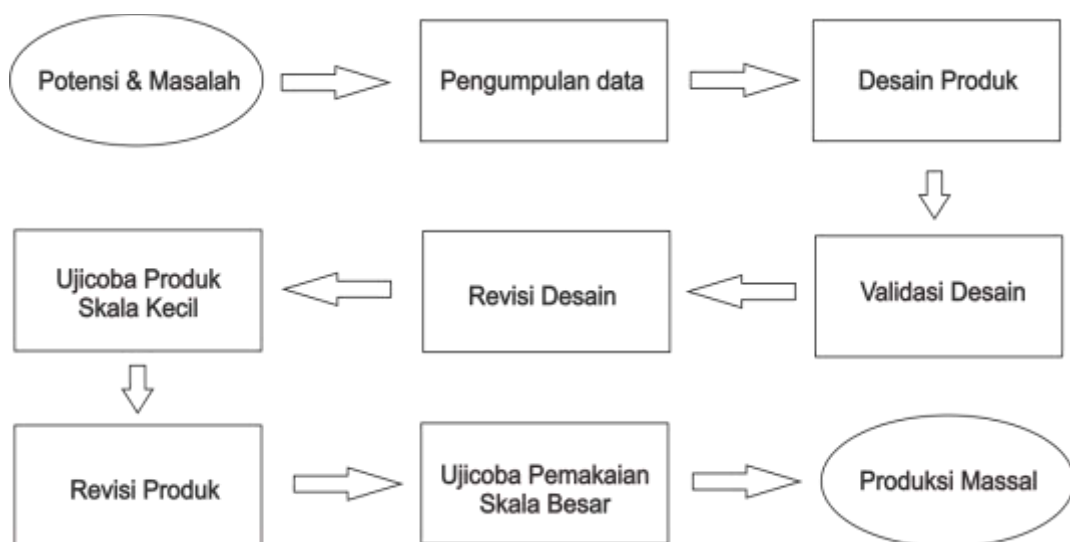 Potensi & Masalah
Pengumpulan data
Desain Produk
Validasi Desain
Revisi Desain
Ujicoba Produk
Skala Kecil
Revisi Produk
Ujicoba Pemakaian
Skala Besar
Produksi Massal